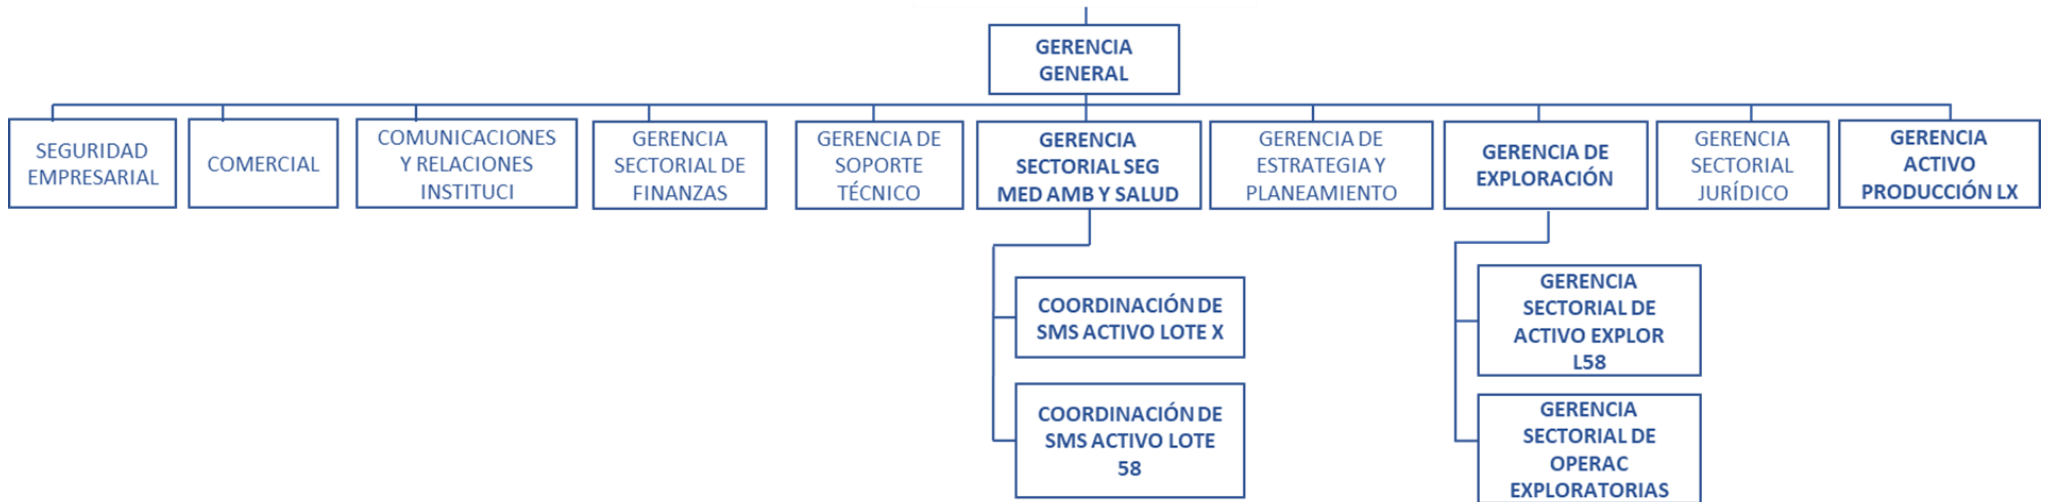 GERENCIA
GENERAL
SEGURIDAD
EMPRESARIAL
COMERCIAL
COMUNICACIONES
Y RELACIONES
INSTITUCI
GERENCIA
SECTORIAL DE
FINANZAS
GERENCIA DE
SOPORTE
TÉCNICO
GERENCIA
SECTORIAL SEG
MED AMB Y SALUD
GERENCIA DE
ESTRATEGIA Y
PLANEAMIENTO
GERENCIA DE
EXPLORACIÓN
GERENCIA
SECTORIAL
JURÍDICO
GERENCIA
ACTIVO
PRODUCCIÓN LX
COORDINACIÓN DE
SMS ACTIVO LOTE X
COORDINACIÓN DE
SMS ACTIVO LOTE
58
GERENCIA
SECTORIAL DE
ACTIVO EXPLOR
L58
GERENCIA
SECTORIAL DE
OPERAC
EXPLORATORIAS